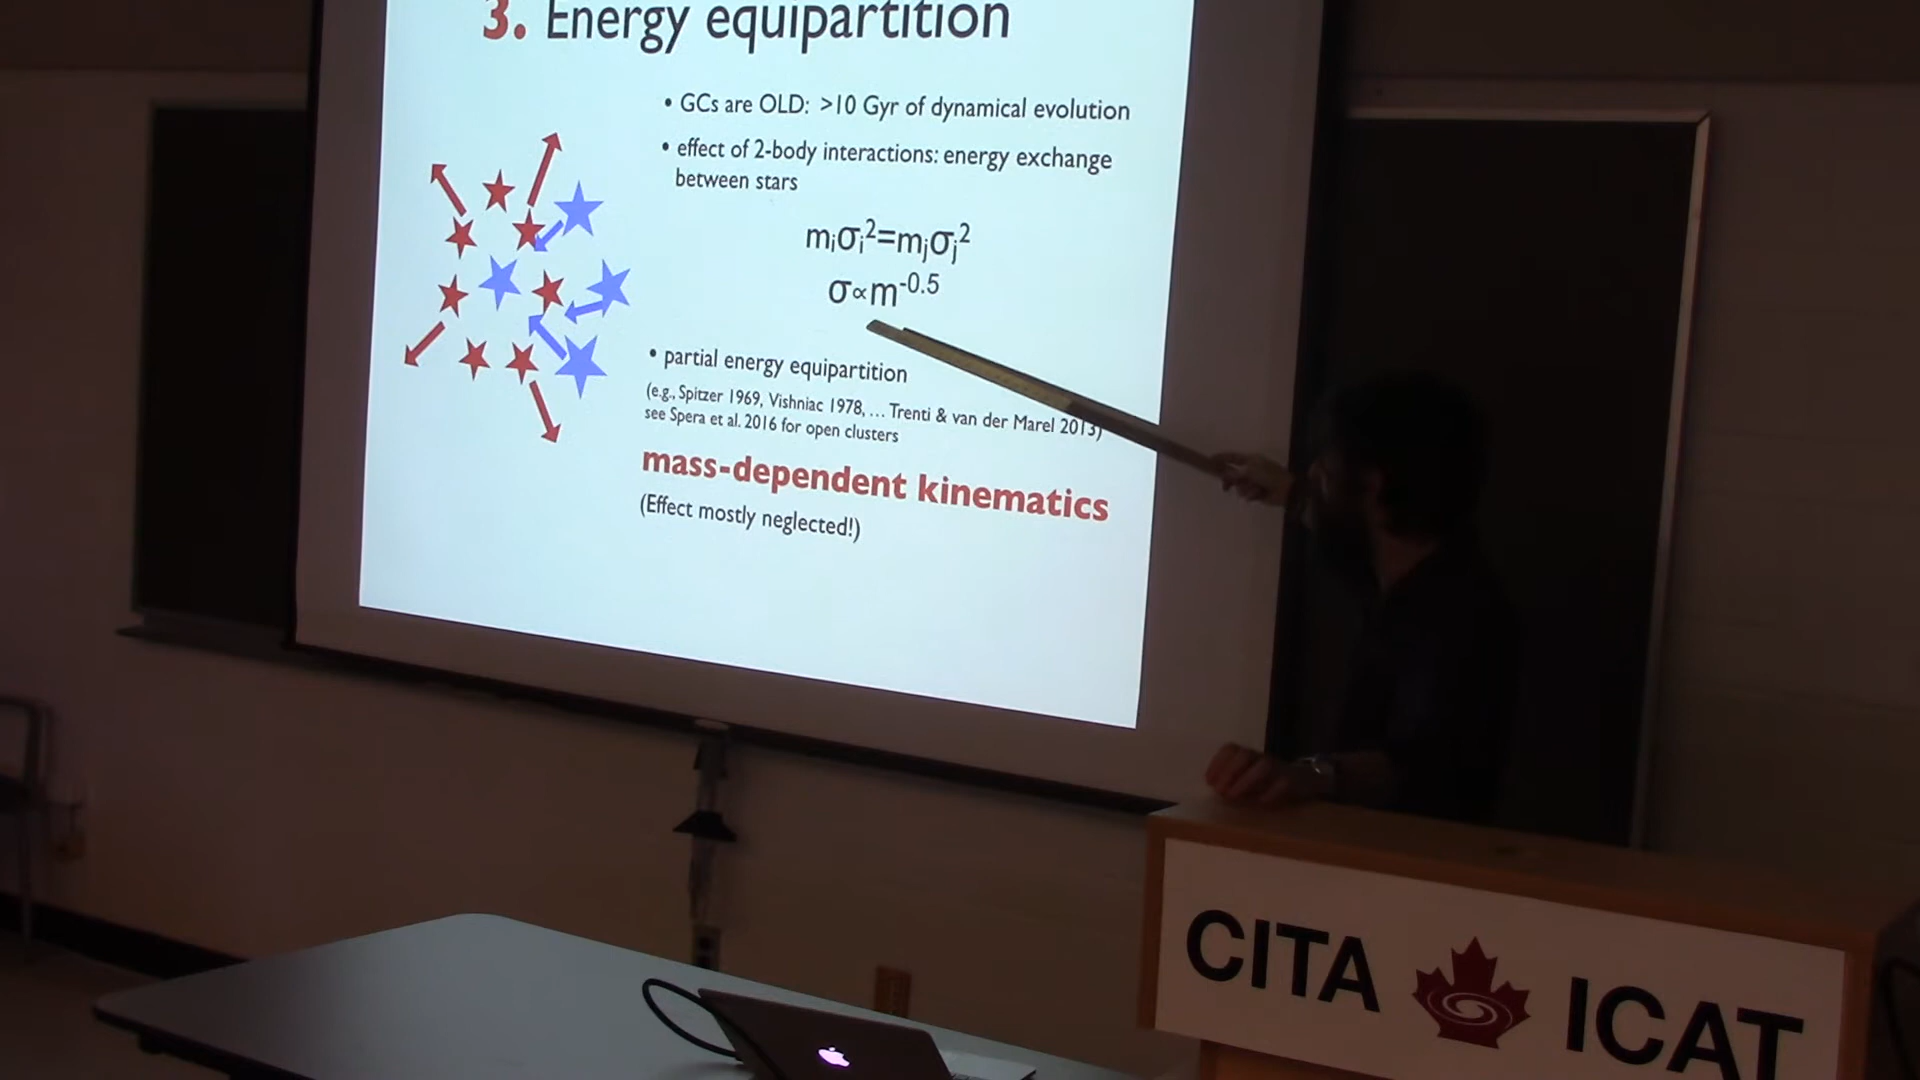 3. Energy equipartition
• GCs are OLD: >10 Gyr of dynamical evolution
• effect of 2-body interactions: energy exchange
between stars
mᵢσᵢ²=mⱼσⱼ²
σ∝m⁻⁰·⁵
• partial energy equipartition
(e.g., Spitzer 1969, Vishniac 1978, … Trenti & van der Marel 2013)
see Spera et al. 2016 for open clusters
mass-dependent kinematics
(Effect mostly neglected!)
CITA ICAT